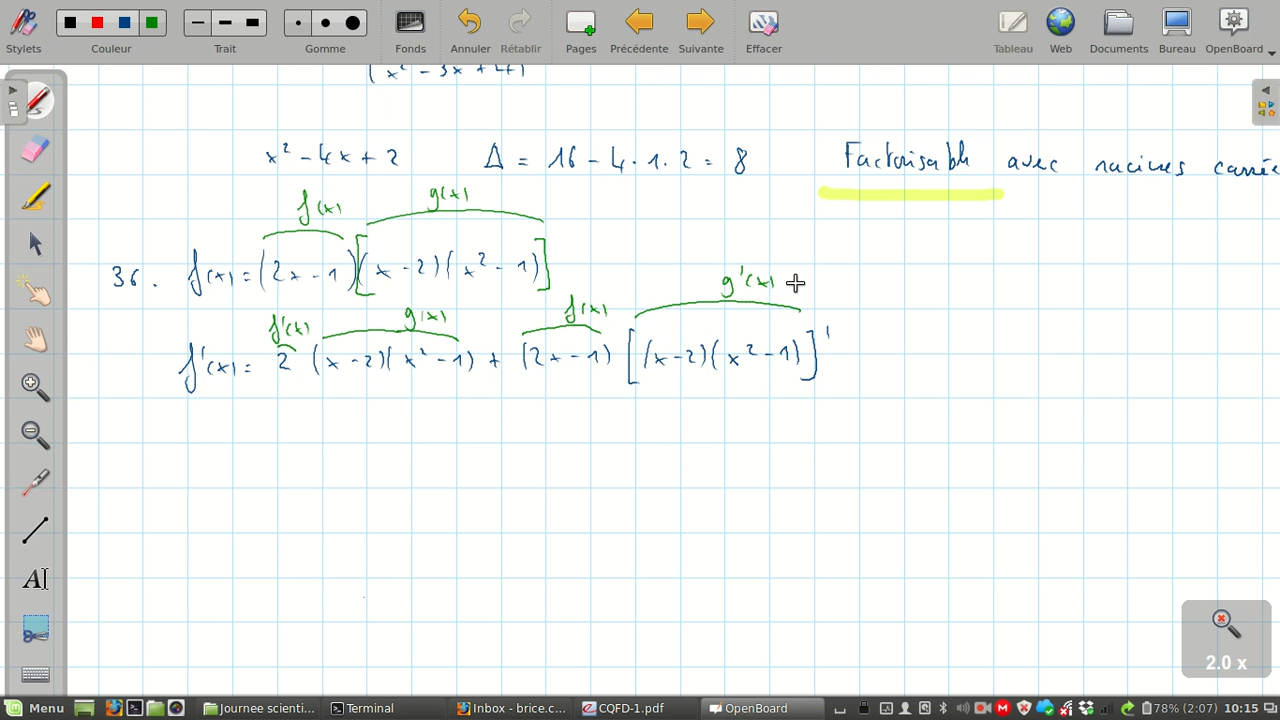 Stylets Couleur Trait Gomme Fonds Annuler Rétablir Pages Précédente Suivante Effacer Tableau Web Documents Bureau OpenBoard
x² - 4x + 2 Δ = 16 - 4 · 1 · 2 = 8 Factorisable avec racines
f(x) g(x)
36. f(x) = (2x - 1)[(x - 2)(x² - 1)]
g'(x)
f'(x) g(x) f(x)
f'(x) = 2 (x - 2)(x² - 1) + (2x - 1) [(x - 2)(x² - 1)]'
2.0 x
Menu Journee scienti... Terminal Inbox - brice.c... CQFD-1.pdf OpenBoard 78% (2:07) 10:15